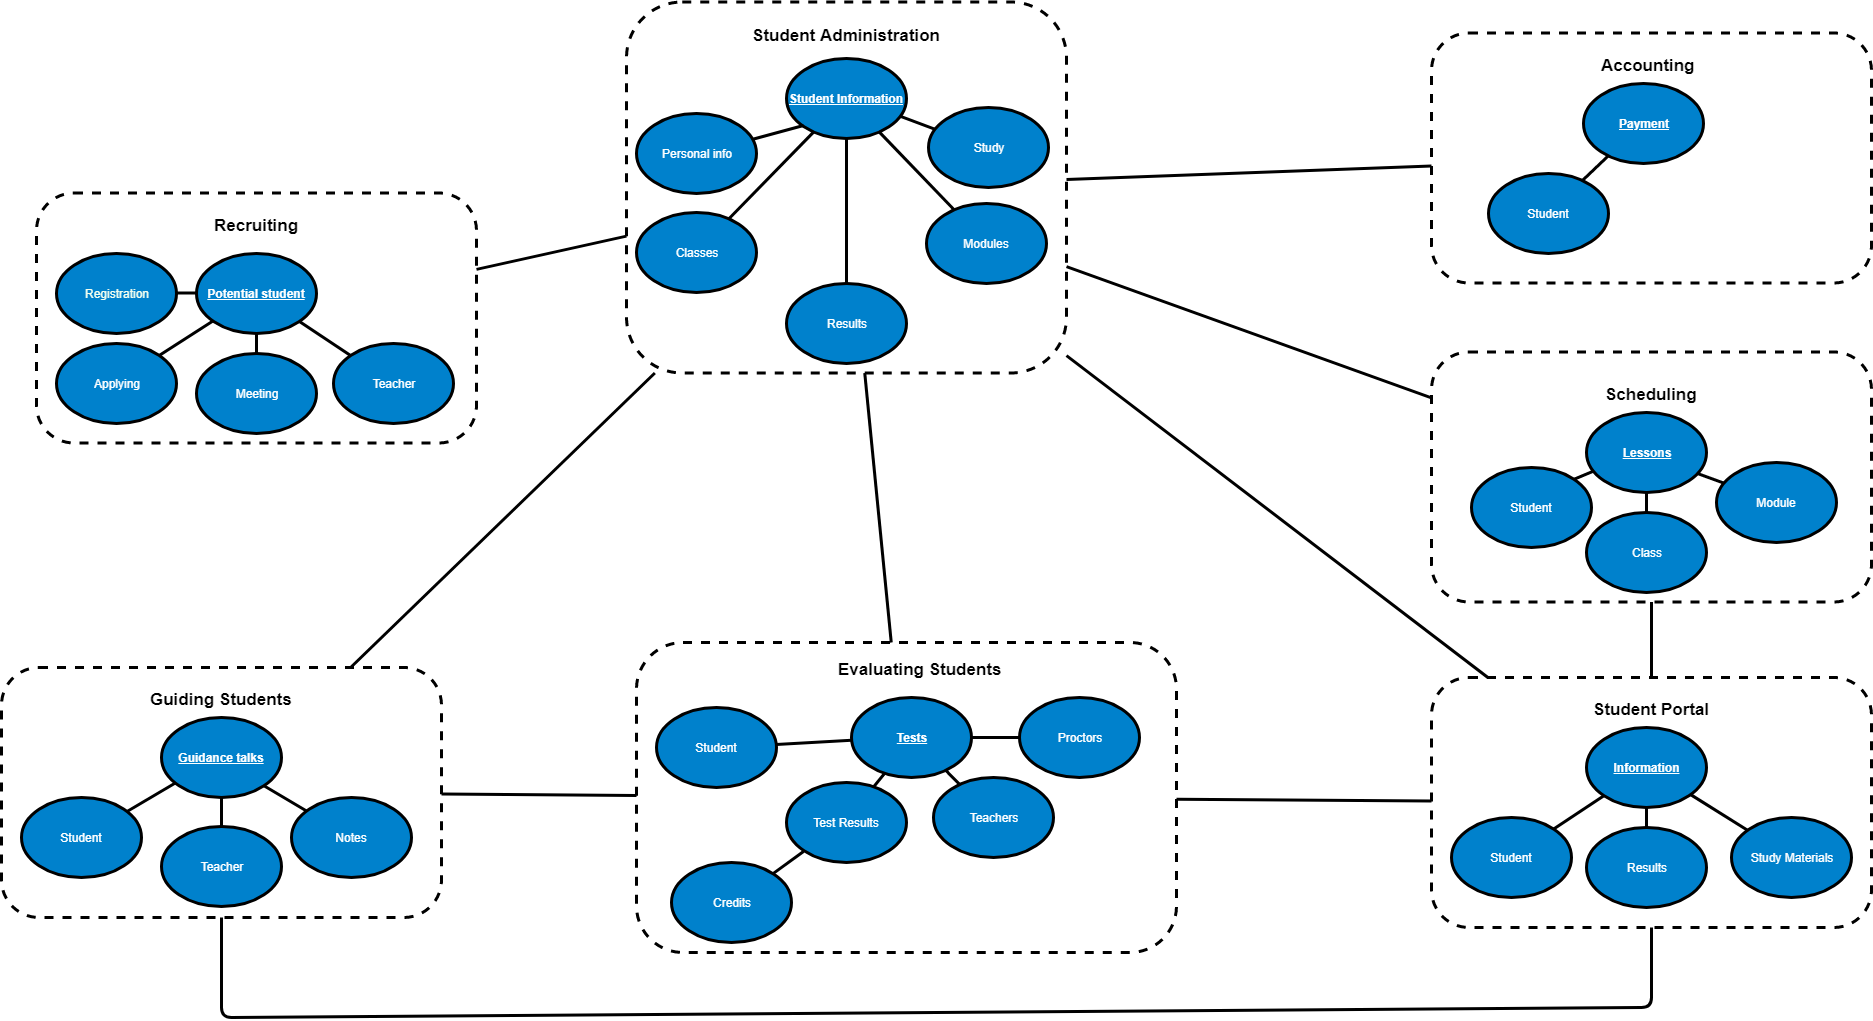 Student Administration
Student Information
Personal info
Study
Classes
Modules
Results
Accounting
Payment
Student
Recruiting
Registration
Potential student
Applying
Meeting
Teacher
Scheduling
Lessons
Student
Module
Class
Guiding Students
Guidance talks
Student
Teacher
Notes
Evaluating Students
Student
Tests
Proctors
Test Results
Teachers
Credits
Student Portal
Information
Student
Results
Study Materials